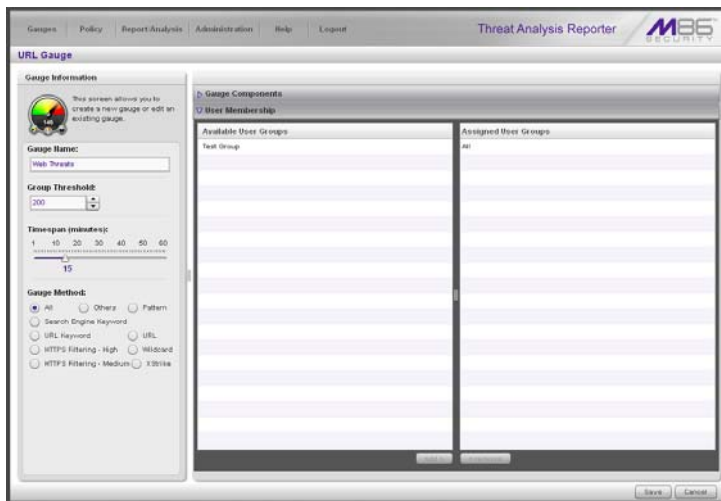 Gauges Policy Report/Analysis Administration Help Logout
Threat Analysis Reporter
M86
SECURITY
URL Gauge
Gauge Information
This screen allows you to
create a new gauge or edit an
existing gauge.
146
Gauge Name:
Web Threats
Group Threshold:
200
Timespan (minutes):
1 10 20 30 40 50 60
15
Gauge Method:
All Others Pattern
Search Engine Keyword
URL Keyword URL
HTTPS Filtering - High Wildcard
HTTPS Filtering - Medium XStrike
Gauge Components
User Membership
Available User Groups
Test Group
Assigned User Groups
All
Save Cancel